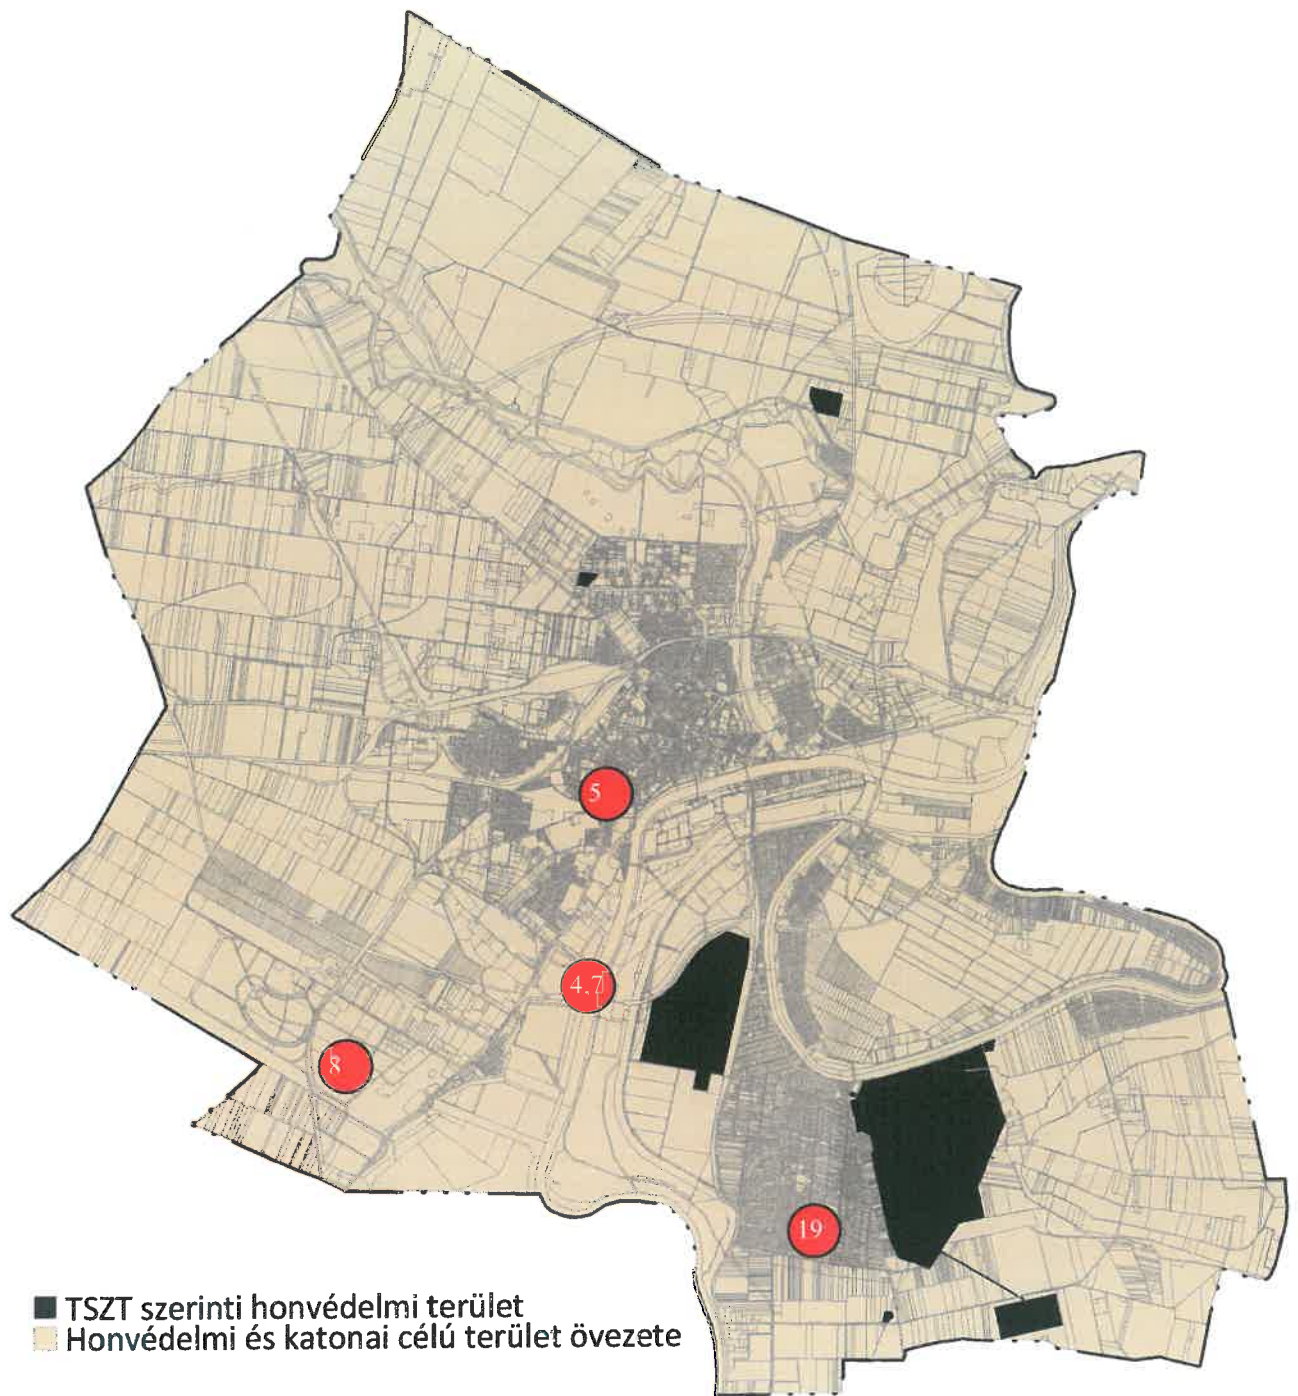 5
4,7
8
19
TSZT szerinti honvédelmi terület
Honvédelmi és katonai célú terület övezete